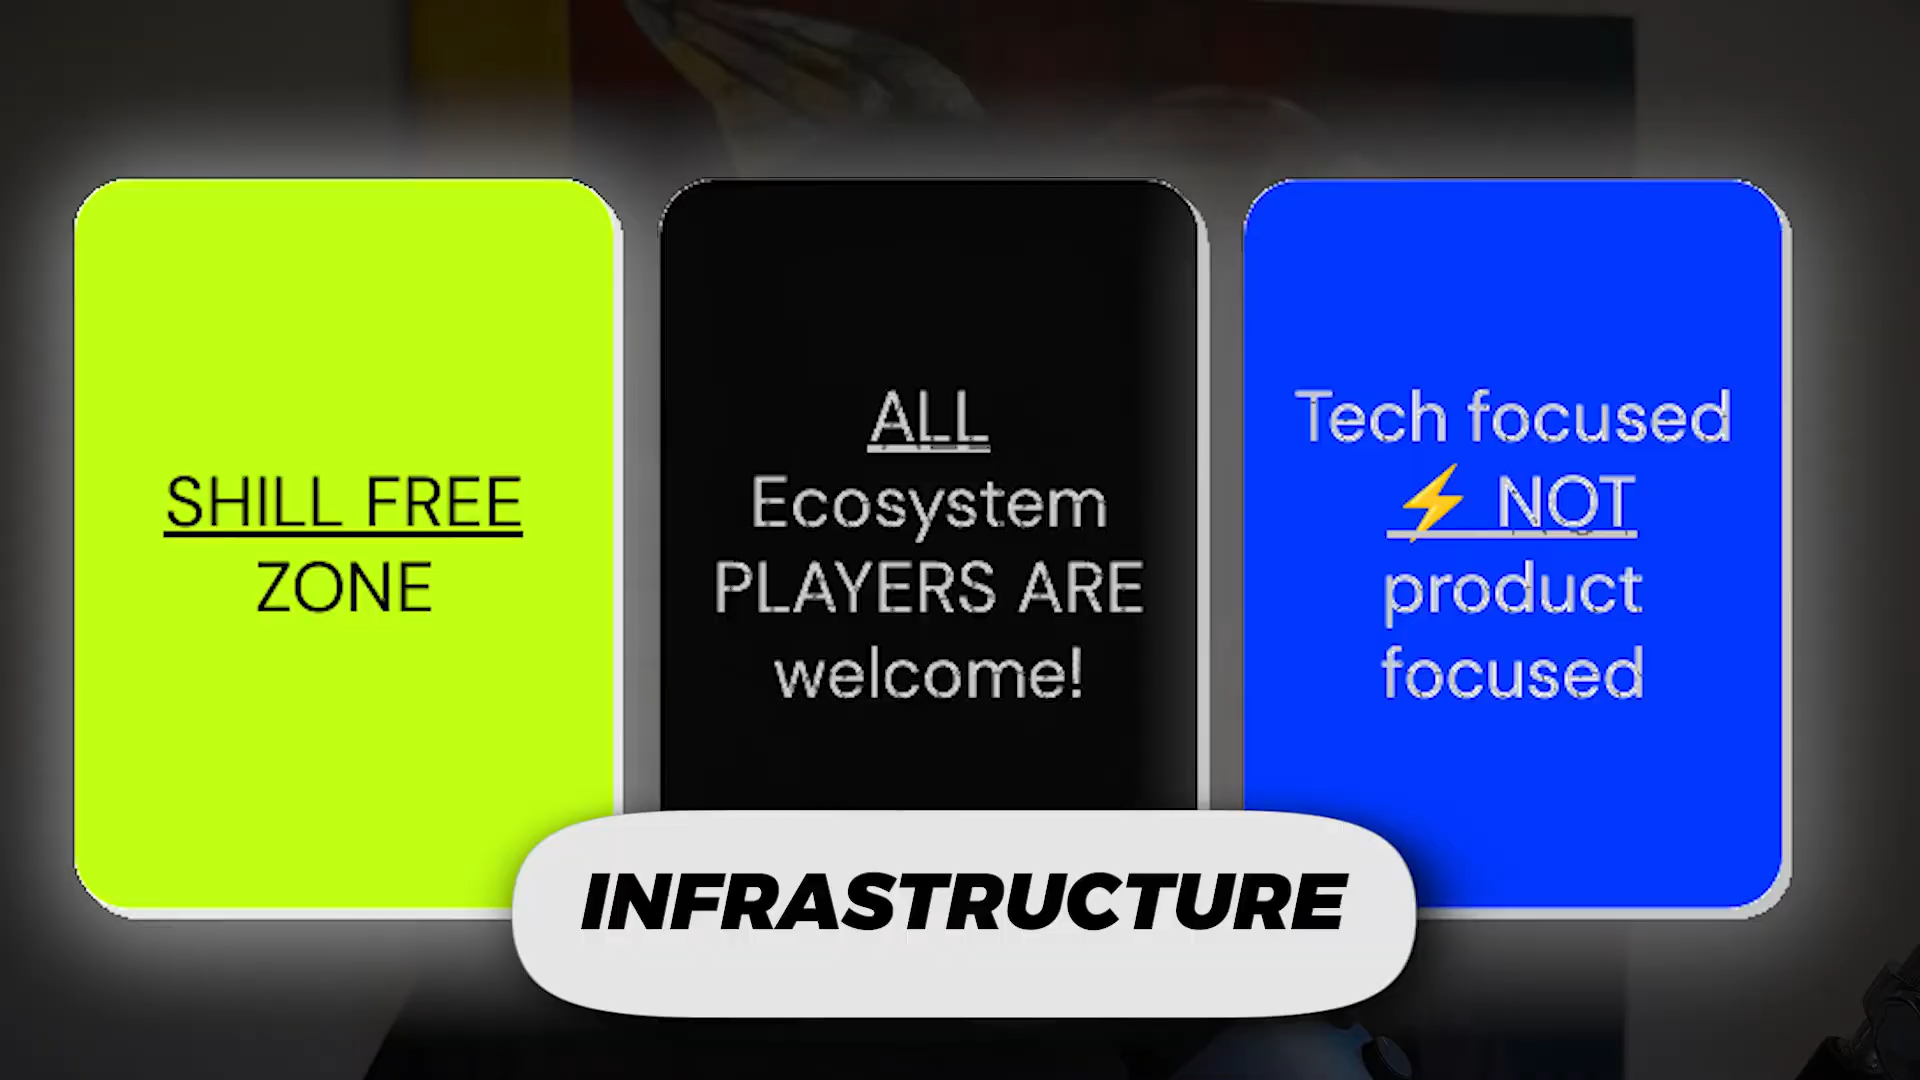 SHILL FREE
ZONE
ALL
Ecosystem
PLAYERS ARE
welcome!
Tech focused
⚡ NOT
product
focused
INFRASTRUCTURE